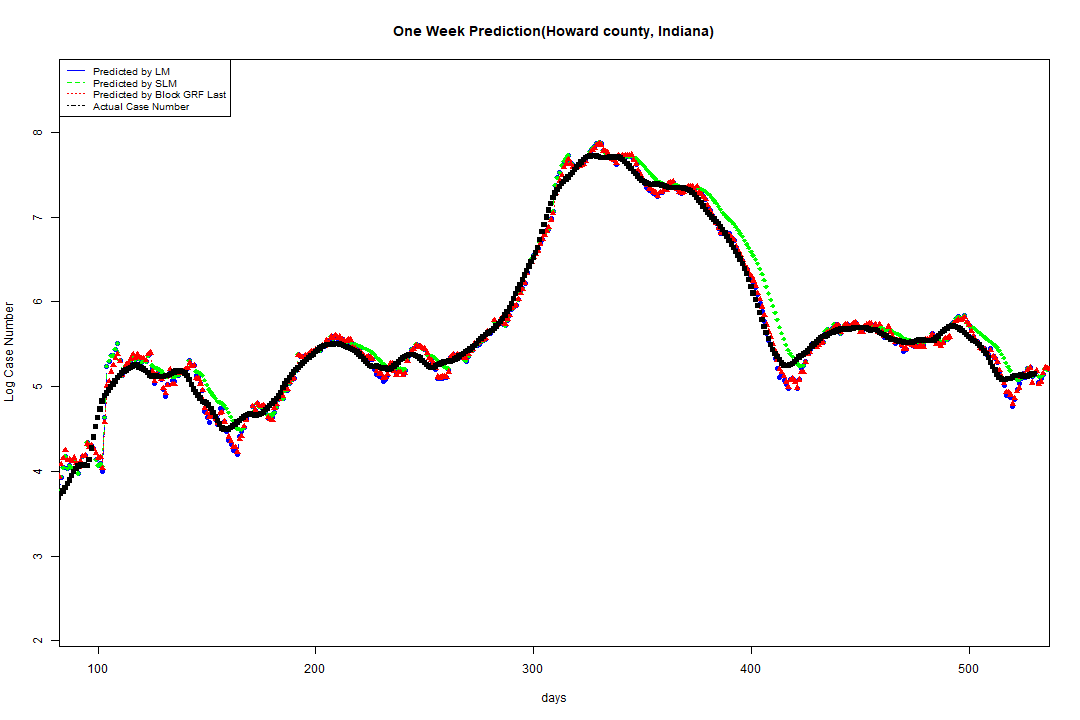 One Week Prediction(Howard county, Indiana)
Predicted by LM
Predicted by SLM
Predicted by Block GRF Last
Actual Case Number
Log Case Number
8
7
6
5
4
3
2
100 200 300 400 500
days